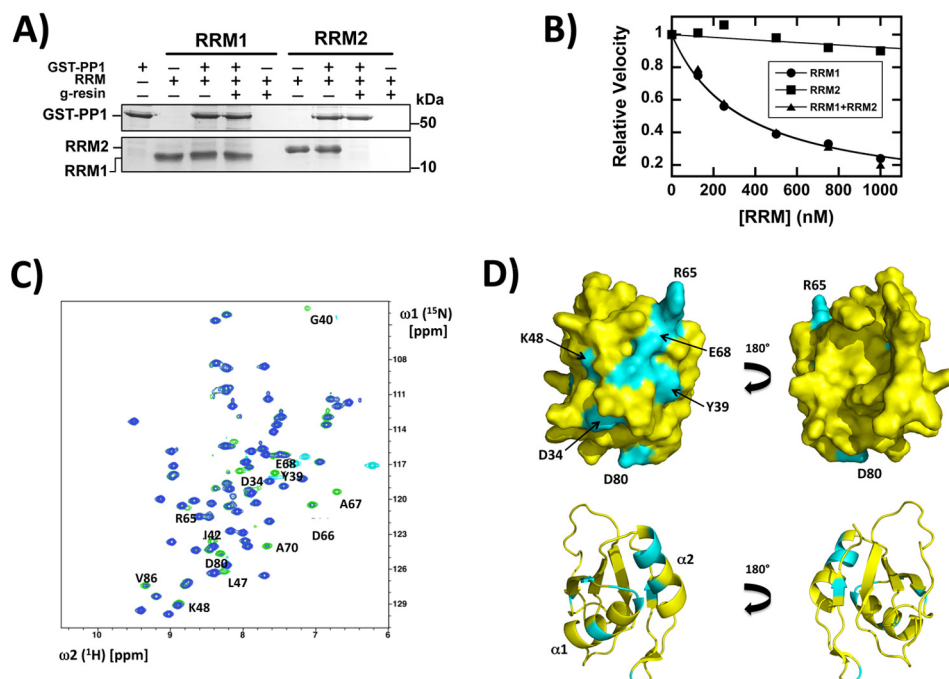 A)
RRM1 RRM2
GST-PP1 + – + + – – + + –
RRM – + + + + + + + +
g-resin – – – + + – – + +
kDa
GST-PP1
50
RRM2
RRM1
10
B)
Relative Velocity
1
0.8
0.6
0.4
0.2
RRM1
RRM2
RRM1+RRM2
0 200 400 600 800 1000
[RRM] (nM)
C)
ω1 (¹⁵N)
[ppm]
G40
108
111
114
117
120
123
126
129
E68
D34
Y39
A67
R65
D66
I42
A70
D80
L47
V86
K48
10 9 8 7 6
ω2 (¹H) [ppm]
D)
R65
K48
E68
Y39
D34
D80
180°
R65
D80
α2
α1
180°